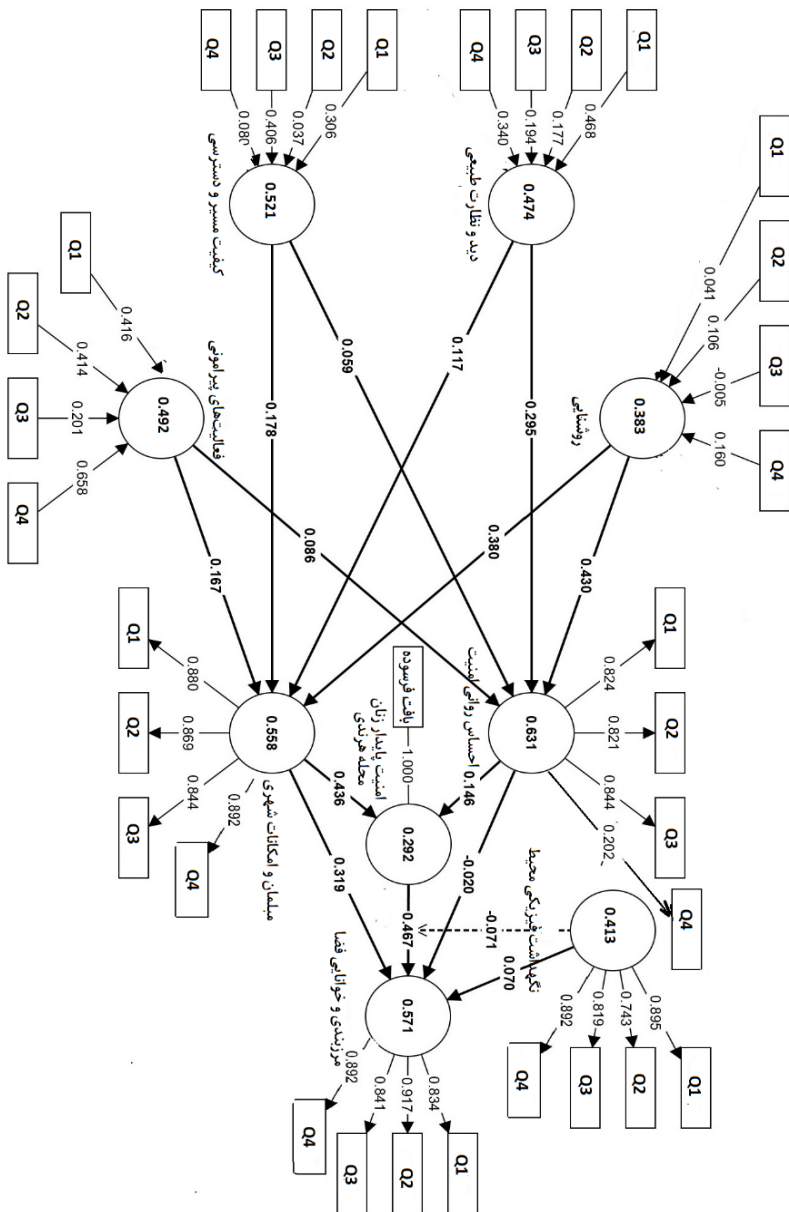 Q1
Q2
Q3
Q4
0.041
0.106
-0.005
0.160
0.383
روشنایی
Q1
Q2
Q3
Q4
0.468
0.177
0.194
0.340
0.474
دید و نظارت طبیعی
Q1
Q2
Q3
Q4
0.306
0.037
0.406
0.080
0.521
کیفیت مسیر و دسترسی
Q1
Q2
Q3
Q4
0.416
0.414
0.201
0.658
0.492
فعالیت‌های پیرامونی
0.430
0.380
0.295
0.117
0.059
0.178
0.086
0.167
Q1
Q2
Q3
Q4
0.824
0.821
0.844
0.202
0.631
احساس روانی امنیت
Q1
Q2
Q3
Q4
0.880
0.869
0.844
0.892
0.558
مبلمان و امکانات شهری
0.146
-0.020
0.436
0.319
بافت فرسوده
1.000
0.292
امنیت پایدار زنان
محله هرندی
0.467
Q1
Q2
Q3
Q4
0.895
0.743
0.819
0.892
0.413
نگهداشت فیزیکی محیط
-0.071
0.070
Q1
Q2
Q3
Q4
0.834
0.917
0.841
0.892
0.571
مرزبندی و خوانایی فضا